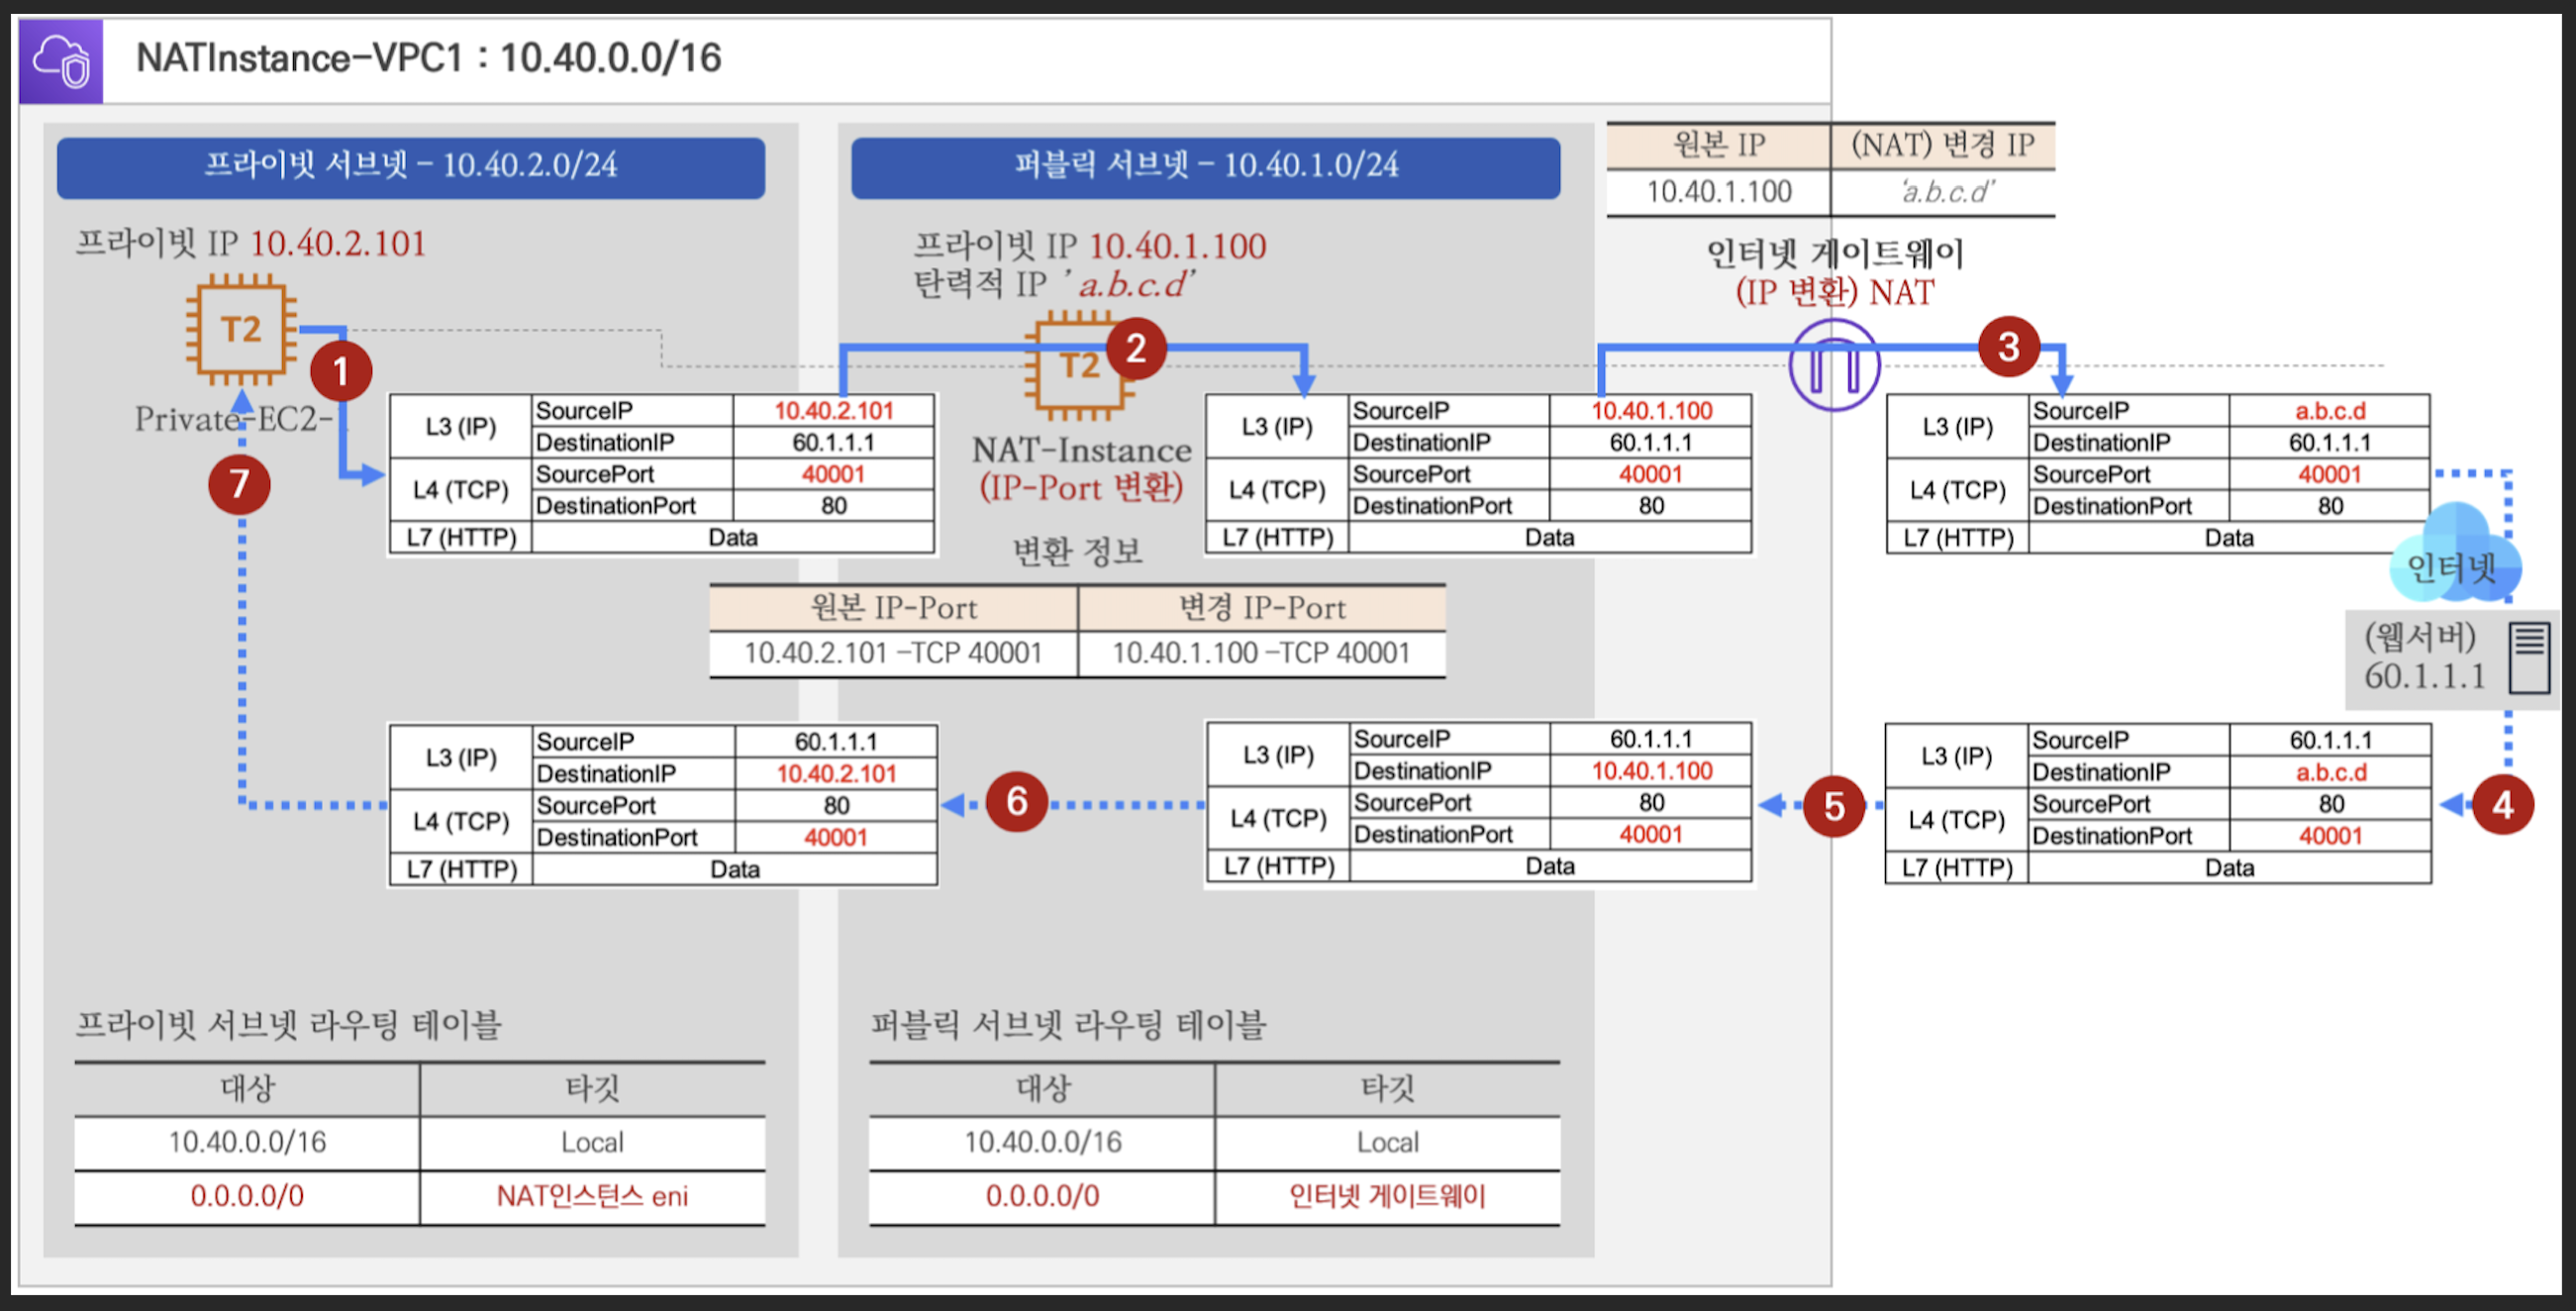 NATInstance-VPC1 : 10.40.0.0/16
프라이빗 서브넷 - 10.40.2.0/24
퍼블릭 서브넷 - 10.40.1.0/24
원본 IP (NAT) 변경 IP
10.40.1.100 'a.b.c.d'
프라이빗 IP 10.40.2.101
프라이빗 IP 10.40.1.100
탄력적 IP 'a.b.c.d'
인터넷 게이트웨이
(IP 변환) NAT
T2
1
T2
2
3
Private-EC2-
7
NAT-Instance
(IP-Port 변환)
L3 (IP) SourceIP 10.40.2.101
DestinationIP 60.1.1.1
L4 (TCP) SourcePort 40001
DestinationPort 80
L7 (HTTP) Data
L3 (IP) SourceIP 10.40.1.100
DestinationIP 60.1.1.1
L4 (TCP) SourcePort 40001
DestinationPort 80
L7 (HTTP) Data
L3 (IP) SourceIP a.b.c.d
DestinationIP 60.1.1.1
L4 (TCP) SourcePort 40001
DestinationPort 80
L7 (HTTP) Data
변환 정보
원본 IP-Port 변경 IP-Port
10.40.2.101 -TCP 40001 10.40.1.100 -TCP 40001
인터넷
(웹서버)
60.1.1.1
L3 (IP) SourceIP 60.1.1.1
DestinationIP 10.40.2.101
L4 (TCP) SourcePort 80
DestinationPort 40001
L7 (HTTP) Data
6
L3 (IP) SourceIP 60.1.1.1
DestinationIP 10.40.1.100
L4 (TCP) SourcePort 80
DestinationPort 40001
L7 (HTTP) Data
5
L3 (IP) SourceIP 60.1.1.1
DestinationIP a.b.c.d
L4 (TCP) SourcePort 80
DestinationPort 40001
L7 (HTTP) Data
4
프라이빗 서브넷 라우팅 테이블
대상 타깃
10.40.0.0/16 Local
0.0.0.0/0 NAT인스턴스 eni
퍼블릭 서브넷 라우팅 테이블
대상 타깃
10.40.0.0/16 Local
0.0.0.0/0 인터넷 게이트웨이